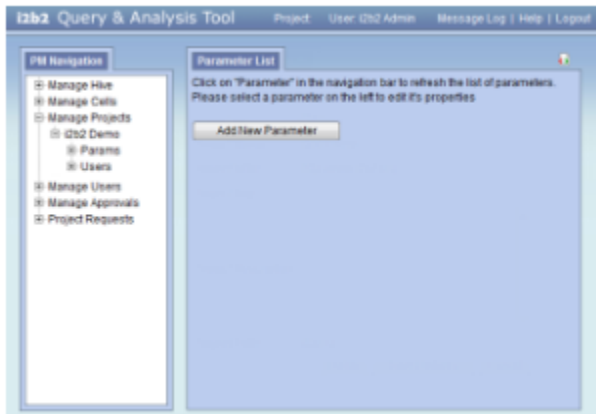 i2b2 Query & Analysis Tool Project: User: i2b2 Admin Message Log | Help | Logout
PM Navigation
Parameter List
Manage Hive
Manage Cells
Manage Projects
i2b2 Demo
Params
Users
Manage Users
Manage Approvals
Project Requests
Click on "Parameter" in the navigation bar to refresh the list of parameters.
Please select a parameter on the left to edit it's properties
Add New Parameter